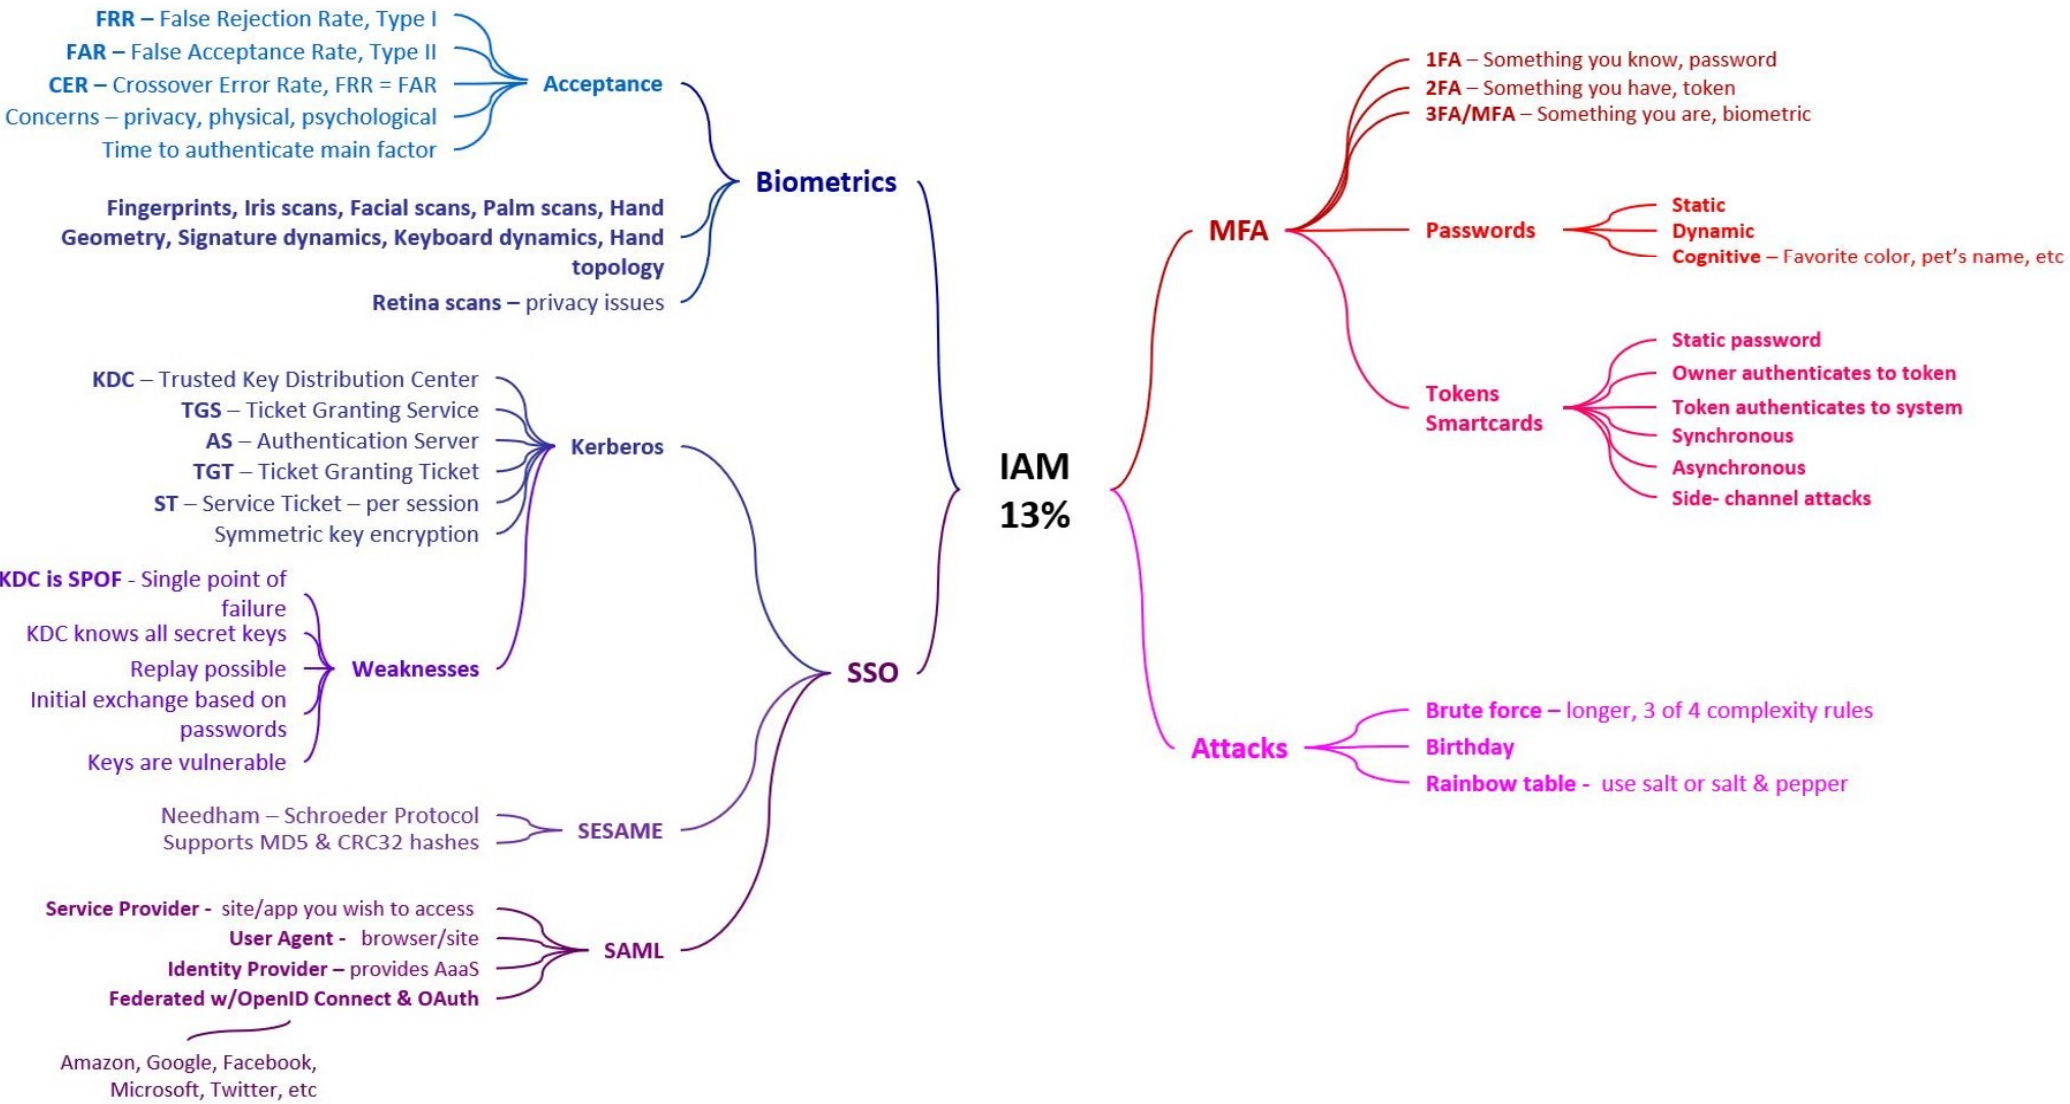 FRR – False Rejection Rate, Type I
FAR – False Acceptance Rate, Type II
CER – Crossover Error Rate, FRR = FAR
Concerns – privacy, physical, psychological
Time to authenticate main factor
Acceptance
Fingerprints, Iris scans, Facial scans, Palm scans, Hand
Geometry, Signature dynamics, Keyboard dynamics, Hand
topology
Retina scans – privacy issues
Biometrics
KDC – Trusted Key Distribution Center
TGS – Ticket Granting Service
AS – Authentication Server
TGT – Ticket Granting Ticket
ST – Service Ticket – per session
Symmetric key encryption
Kerberos
KDC is SPOF - Single point of
failure
KDC knows all secret keys
Replay possible
Initial exchange based on
passwords
Keys are vulnerable
Weaknesses
SSO
Needham – Schroeder Protocol
Supports MD5 & CRC32 hashes
SESAME
Service Provider - site/app you wish to access
User Agent - browser/site
Identity Provider – provides AaaS
Federated w/OpenID Connect & OAuth
SAML
Amazon, Google, Facebook,
Microsoft, Twitter, etc
IAM
13%
MFA
1FA – Something you know, password
2FA – Something you have, token
3FA/MFA – Something you are, biometric
Passwords
Static
Dynamic
Cognitive – Favorite color, pet’s name, etc
Tokens
Smartcards
Static password
Owner authenticates to token
Token authenticates to system
Synchronous
Asynchronous
Side- channel attacks
Attacks
Brute force – longer, 3 of 4 complexity rules
Birthday
Rainbow table - use salt or salt & pepper